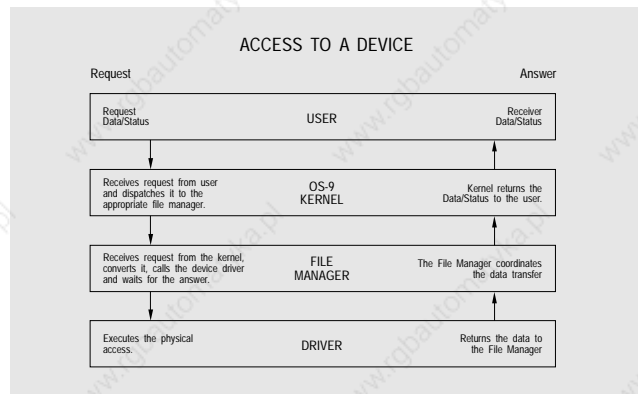 ACCESS TO A DEVICE
Request
Answer
Request
Data/Status
USER
Receiver
Data/Status
Receives request from user
and dispatches it to the
appropriate file manager.
OS-9
KERNEL
Kernel returns the
Data/Status to the user.
Receives request from the kernel,
converts it, calls the device driver
and waits for the answer.
FILE
MANAGER
The File Manager coordinates
the data transfer
Executes the physical
access.
DRIVER
Returns the data to
the File Manager
www.rgbautomatyka.pl